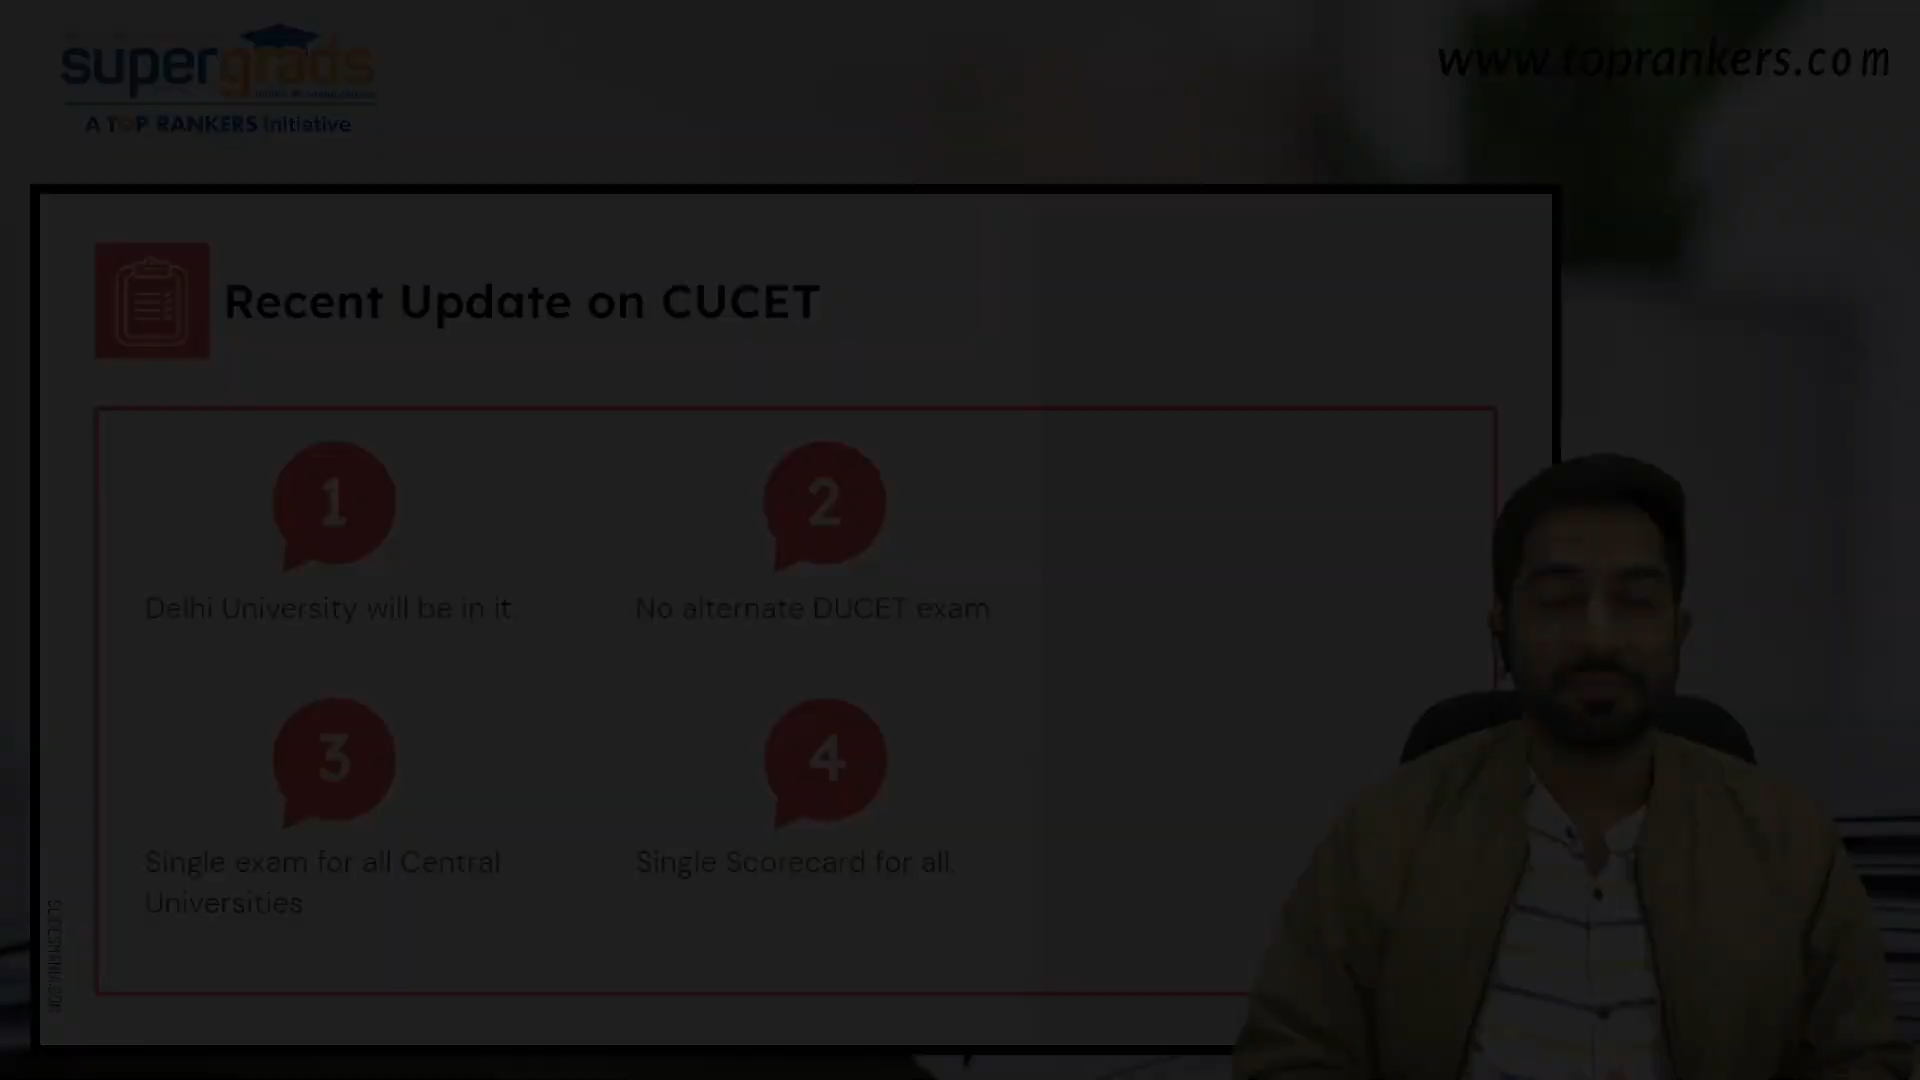 supergrads
A TOP RANKERS Initiative
www.toprankers.com
Recent Update on CUCET
1
Delhi University will be in it.
2
No alternate DUCET exam
3
Single exam for all Central
Universities
4
Single Scorecard for all.